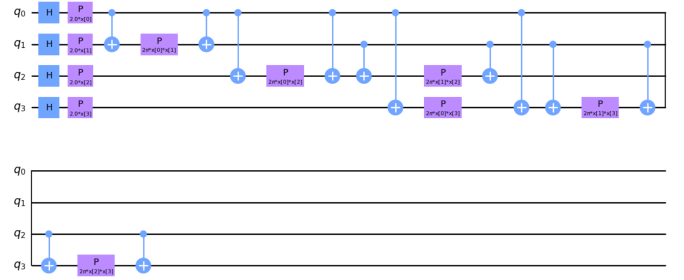 q0 H P 2.0*x[0]
q1 H P 2.0*x[1] P 2π*x[0]*x[1]
q2 H P 2.0*x[2] P 2π*x[0]*x[2] P 2π*x[1]*x[2]
q3 H P 2.0*x[3] P 2π*x[0]*x[3] P 2π*x[1]*x[3]
q0
q1
q2
q3 P 2π*x[2]*x[3]